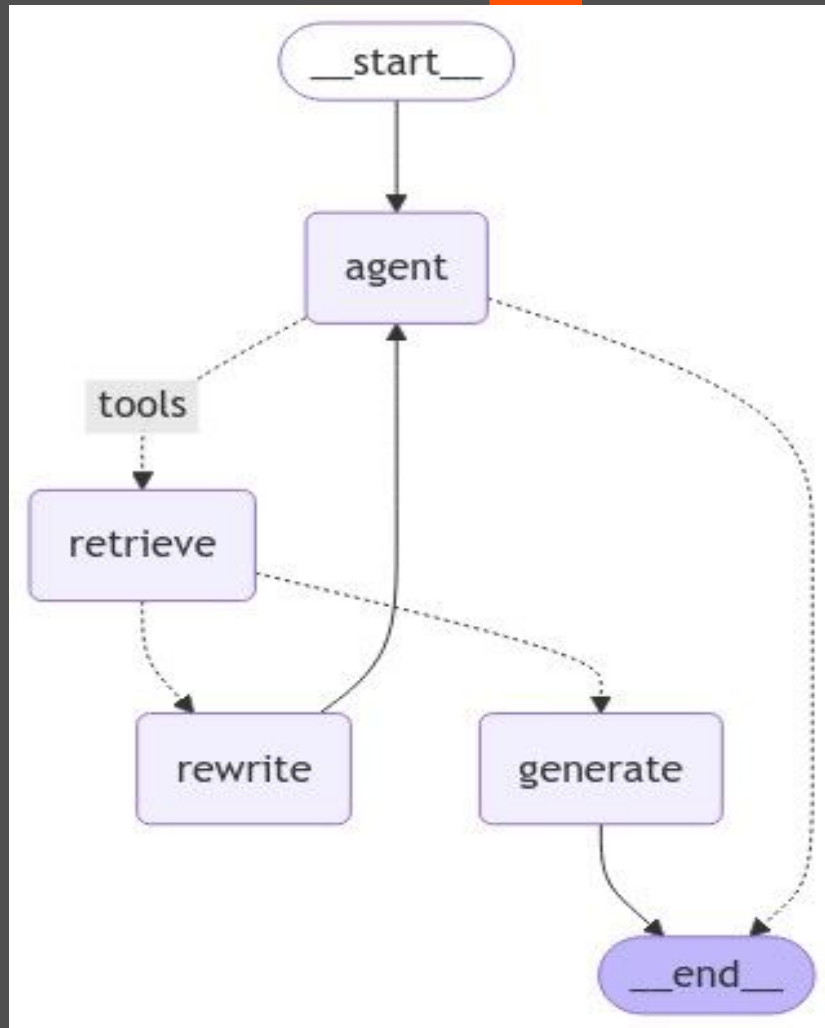 __start__
agent
tools
retrieve
rewrite
generate
__end__